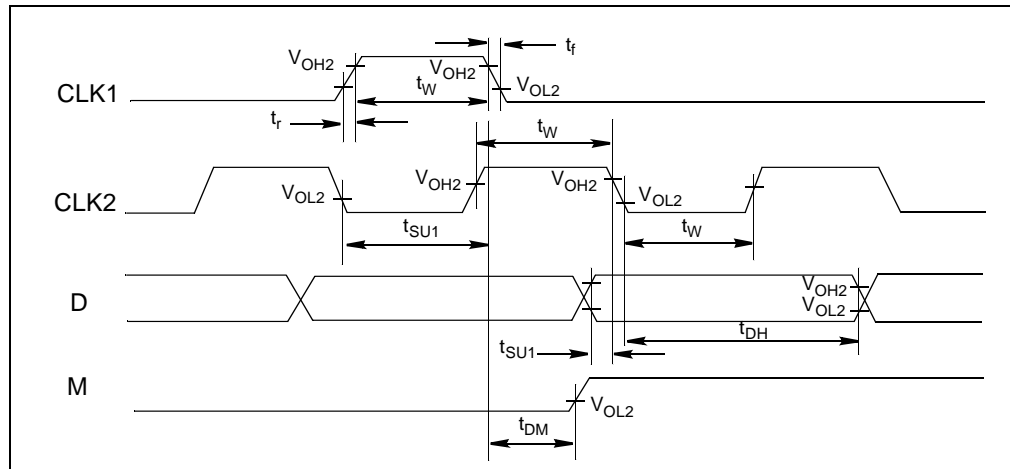 t_f
V_OH2
V_OH2
t_W
V_OL2
CLK1
t_r
t_W
V_OH2
V_OH2
V_OL2
V_OL2
CLK2
t_SU1
t_W
D
V_OH2
V_OL2
t_DH
t_SU1
M
V_OL2
t_DM